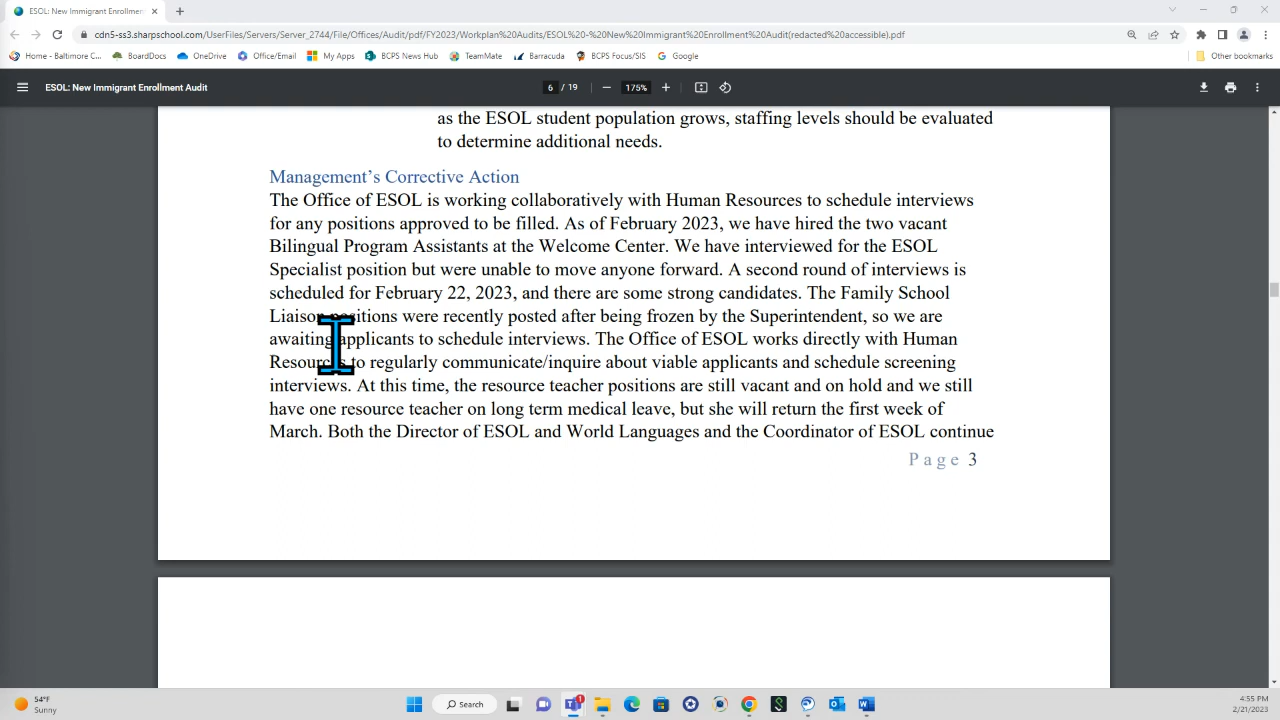 ESOL: New Immigrant Enrollment
cdn5-ss3.sharpschool.com/UserFiles/Servers/Server_2744/File/Offices/Audit/pdf/FY2023/Workplan%20Audits/ESOL%20-%20New%20Immigrant%20Enrollment%20Audit(redacted%20accessible).pdf
Home - Baltimore C... BoardDocs OneDrive Office/Email My Apps BCPS News Hub TeamMate Barracuda BCPS Focus/SIS Google Other bookmarks
ESOL: New Immigrant Enrollment Audit 6 / 19 − 175% +
as the ESOL student population grows, staffing levels should be evaluated
to determine additional needs.
Management's Corrective Action
The Office of ESOL is working collaboratively with Human Resources to schedule interviews
for any positions approved to be filled. As of February 2023, we have hired the two vacant
Bilingual Program Assistants at the Welcome Center. We have interviewed for the ESOL
Specialist position but were unable to move anyone forward. A second round of interviews is
scheduled for February 22, 2023, and there are some strong candidates. The Family School
Liaison positions were recently posted after being frozen by the Superintendent, so we are
awaiting applicants to schedule interviews. The Office of ESOL works directly with Human
Resources to regularly communicate/inquire about viable applicants and schedule screening
interviews. At this time, the resource teacher positions are still vacant and on hold and we still
have one resource teacher on long term medical leave, but she will return the first week of
March. Both the Director of ESOL and World Languages and the Coordinator of ESOL continue
Page 3
54°F
Sunny
Search
1
4:55 PM
2/21/2023